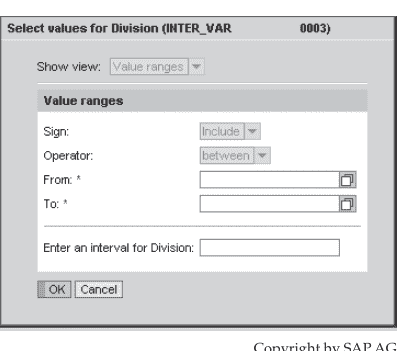 Select values for Division (INTER_VAR 0003)
Show view: Value ranges
Value ranges
Sign: Include
Operator: between
From: *
To: *
Enter an interval for Division:
OK Cancel
Copyright by SAP AG